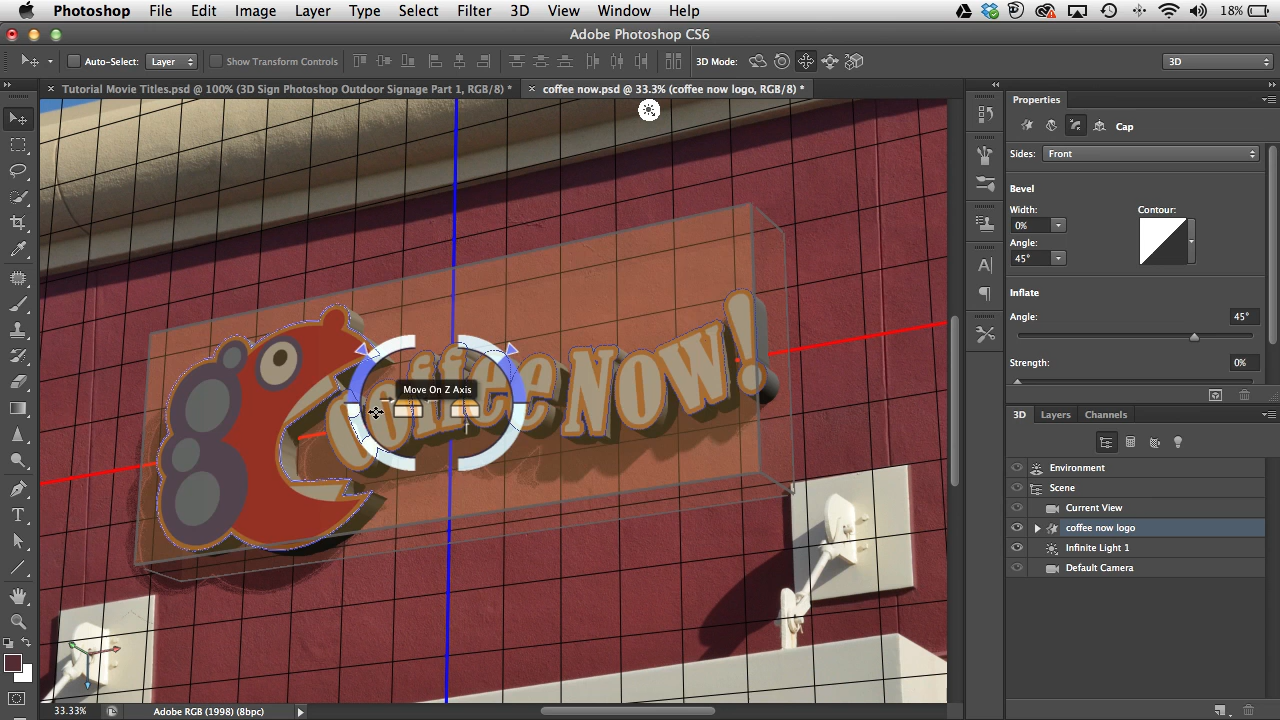 Photoshop File Edit Image Layer Type Select Filter 3D View Window Help 18%
Adobe Photoshop CS6
Auto-Select: Layer Show Transform Controls 3D Mode: 3D
Tutorial Movie Titles.psd @ 100% (3D Sign Photoshop Outdoor Signage Part 1, RGB/8) * coffee now.psd @ 33.3% (coffee now logo, RGB/8) *
Properties
Cap
Sides: Front
Bevel
Width: Contour:
0%
Angle:
45°
Inflate
Angle: 45°
Strength: 0%
Coffee Now!
Move On Z Axis
3D Layers Channels
Environment
Scene
Current View
coffee now logo
Infinite Light 1
Default Camera
33.33% Adobe RGB (1998) (8bpc)